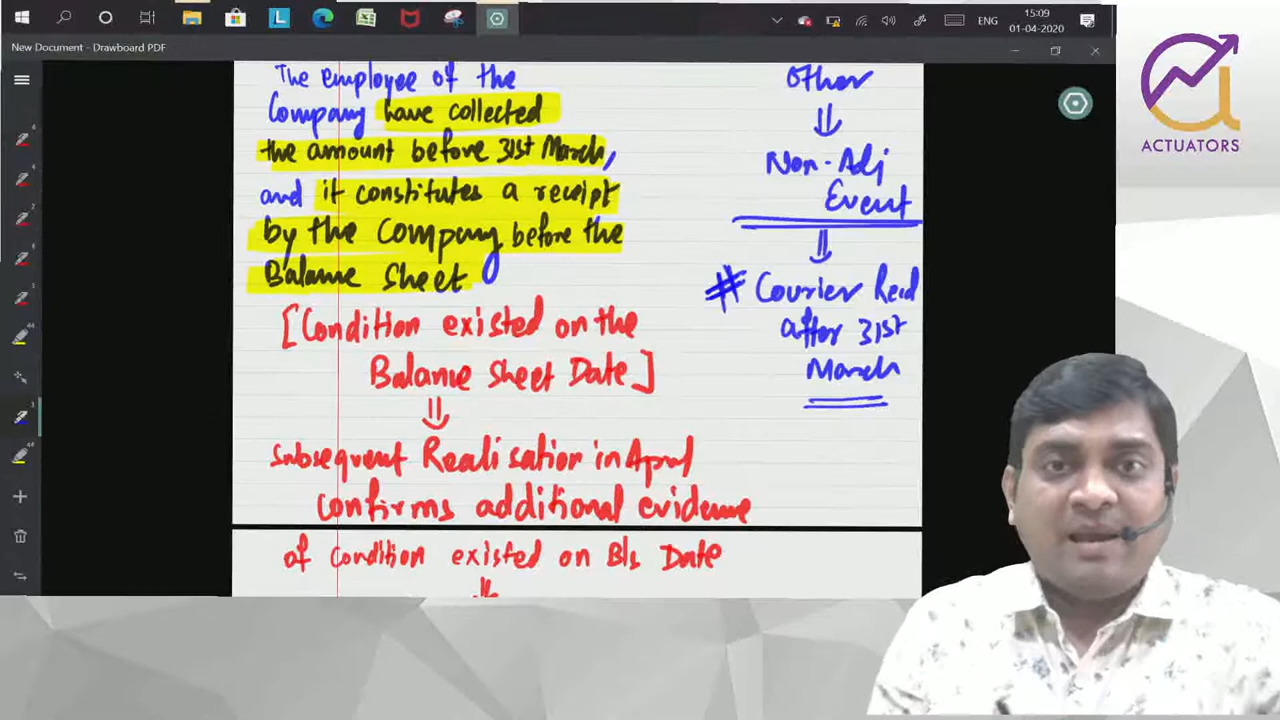 15:09
ENG
01-04-2020
New Document - Drawboard PDF
The employee of the
Company have collected
the amount before 31st March,
and it constitutes a receipt
by the Company before the
Balance Sheet
[Condition existed on the
Balance Sheet Date]
⇓
Subsequent Realisation in April
Confirms additional evidence
of Condition existed on B/s Date
Other
⇓
Non-Adj
Event
⇓
# Courier Recd
after 31st
March
ACTUATORS